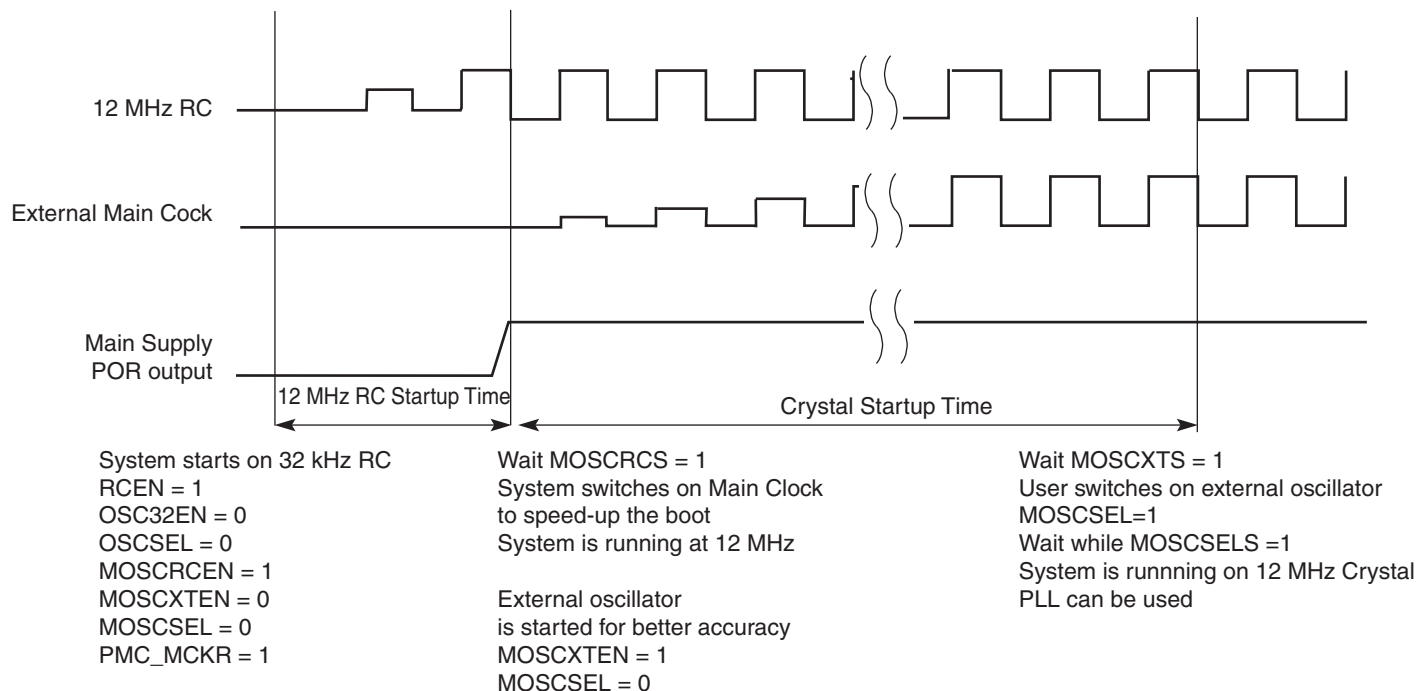 12 MHz RC
External Main Cock
Main Supply
POR output
12 MHz RC Startup Time
Crystal Startup Time
System starts on 32 kHz RC
RCEN = 1
OSC32EN = 0
OSCSEL = 0
MOSCRCEN = 1
MOSCXTEN = 0
MOSCSEL = 0
PMC_MCKR = 1
Wait MOSCRCS = 1
System switches on Main Clock
to speed-up the boot
System is running at 12 MHz
External oscillator
is started for better accuracy
MOSCXTEN = 1
MOSCSEL = 0
Wait MOSCXTS = 1
User switches on external oscillator
MOSCSEL=1
Wait while MOSCSELS =1
System is runnning on 12 MHz Crystal
PLL can be used